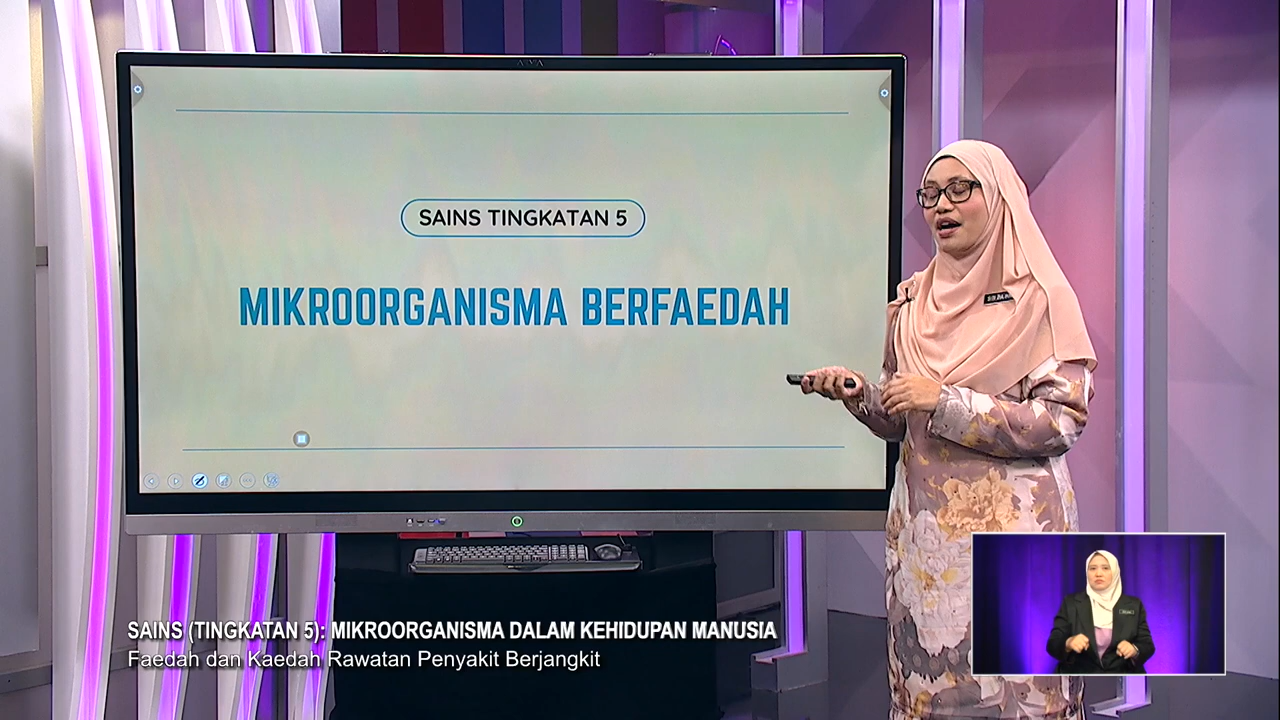 SAINS TINGKATAN 5
MIKROORGANISMA BERFAEDAH
SAINS (TINGKATAN 5): MIKROORGANISMA DALAM KEHIDUPAN MANUSIA
Faedah dan Kaedah Rawatan Penyakit Berjangkit